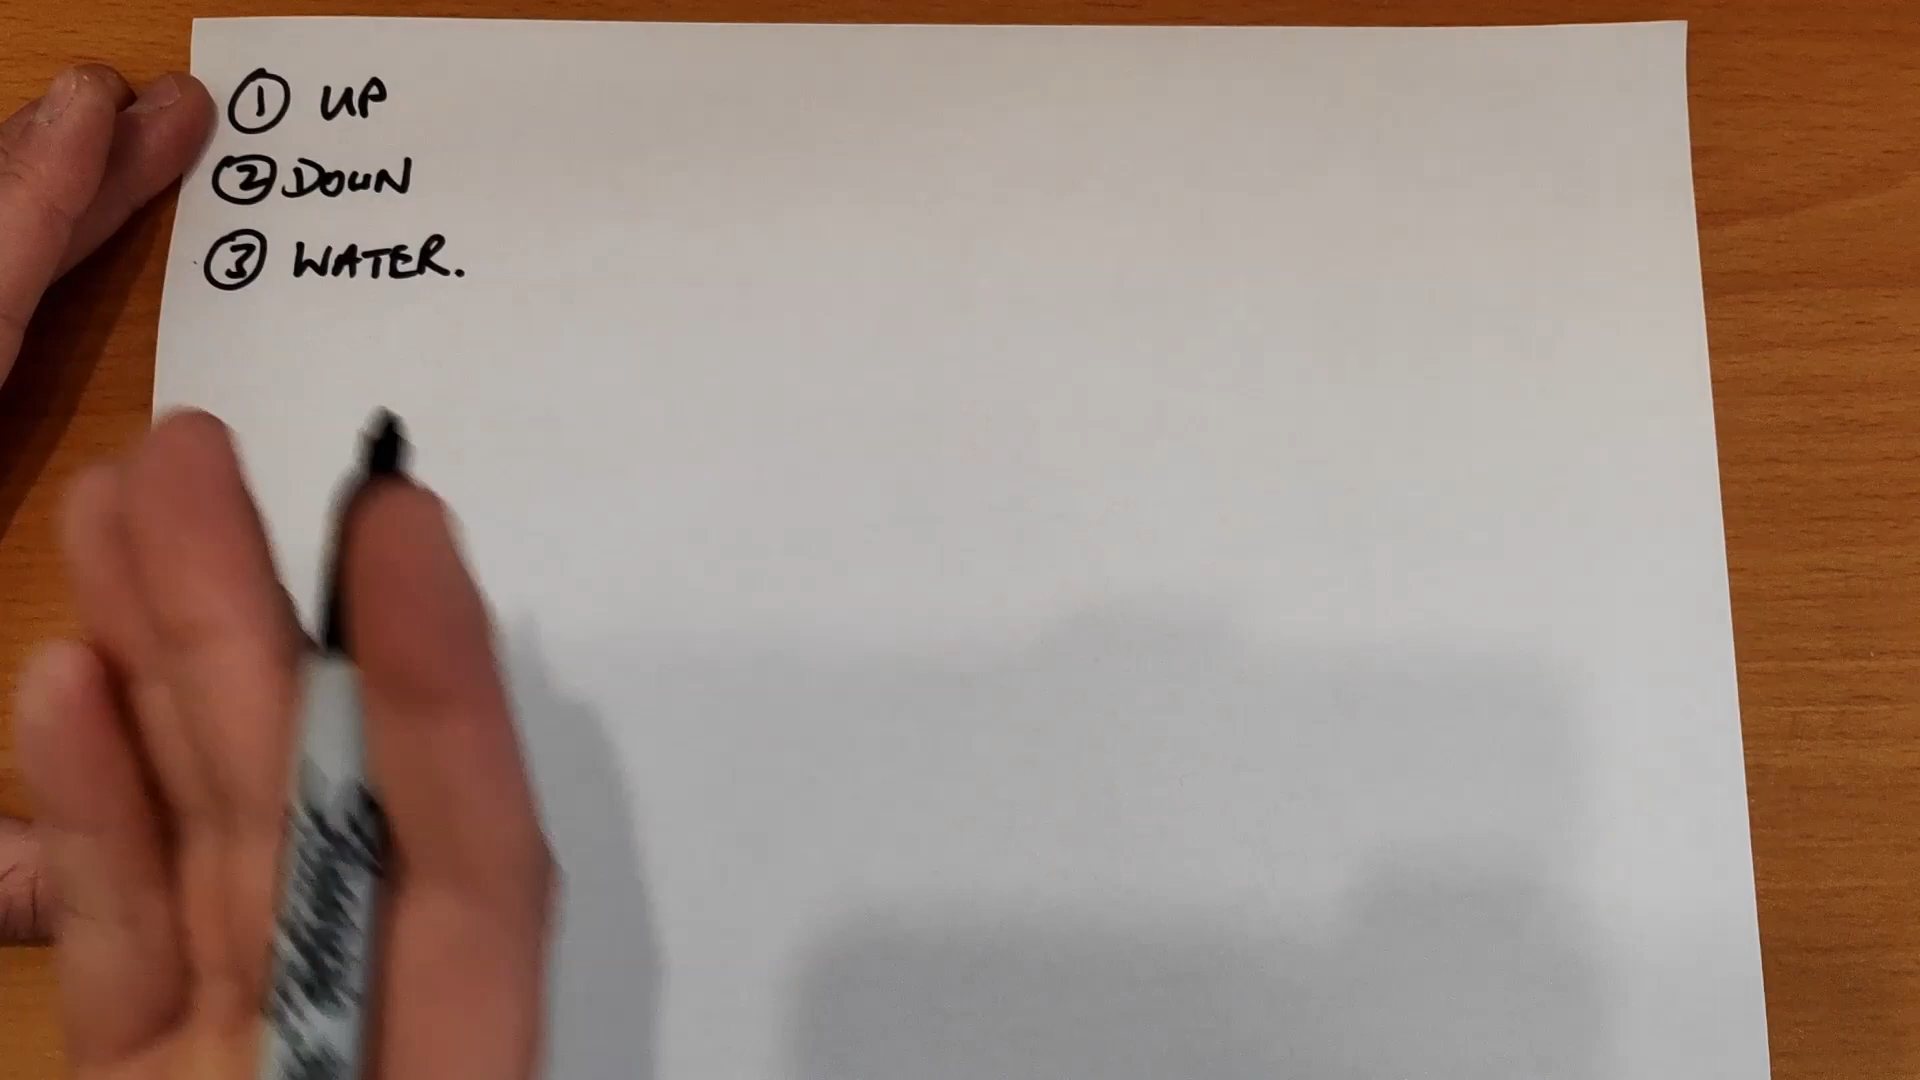 ① UP
② DOWN
③ WATER.